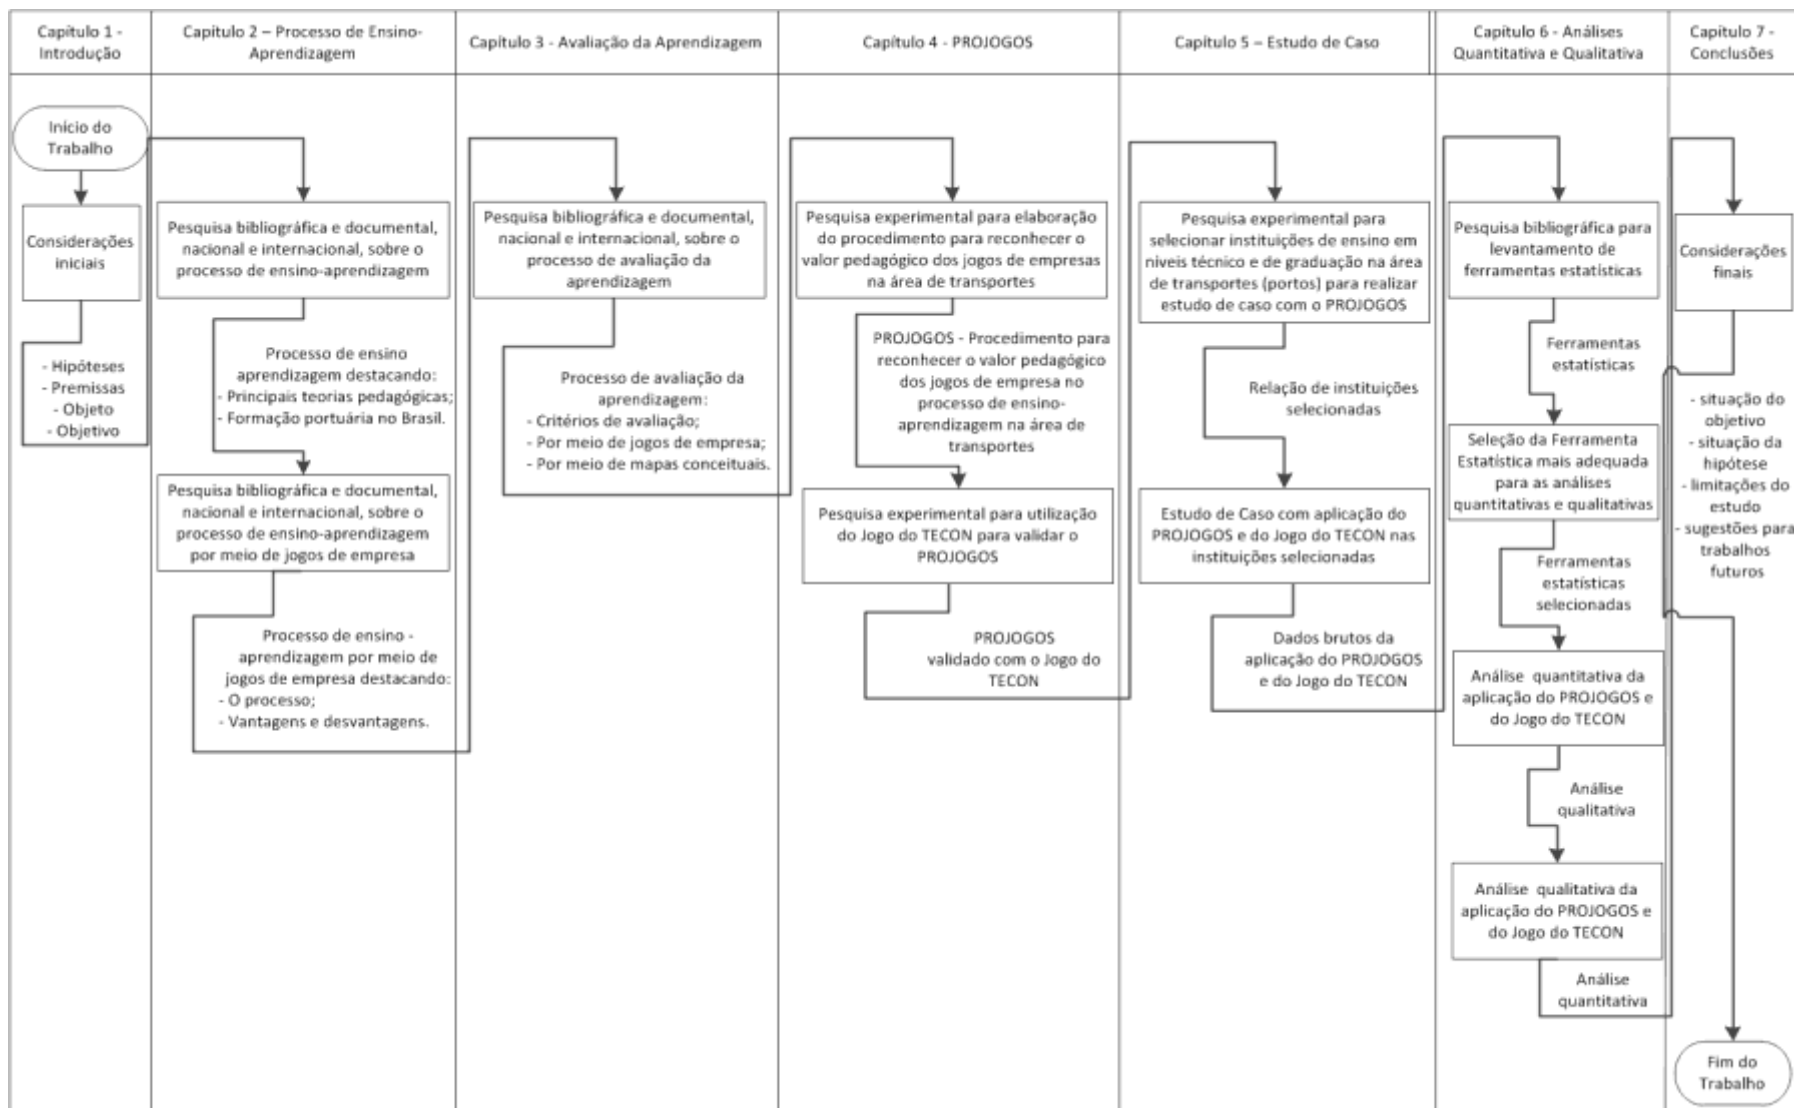 Capítulo 1 -
Introdução
Capítulo 2 – Processo de Ensino-
Aprendizagem
Capítulo 3 - Avaliação da Aprendizagem
Capítulo 4 - PROJOGOS
Capítulo 5 – Estudo de Caso
Capítulo 6 - Análises
Quantitativa e Qualitativa
Capítulo 7 -
Conclusões
Início do
Trabalho
Considerações
iniciais
- Hipóteses
- Premissas
- Objeto
- Objetivo
Pesquisa bibliográfica e documental,
nacional e internacional, sobre o
processo de ensino-aprendizagem
Processo de ensino
aprendizagem destacando:
- Principais teorias pedagógicas;
- Formação portuária no Brasil.
Pesquisa bibliográfica e documental,
nacional e internacional, sobre o
processo de ensino-aprendizagem
por meio de jogos de empresa
Processo de ensino -
aprendizagem por meio de
jogos de empresa destacando:
- O processo;
- Vantagens e desvantagens.
Pesquisa bibliográfica e documental,
nacional e internacional, sobre o
processo de avaliação da
aprendizagem
Processo de avaliação da
aprendizagem:
- Critérios de avaliação;
- Por meio de jogos de empresa;
- Por meio de mapas conceituais.
Pesquisa experimental para elaboração
do procedimento para reconhecer o
valor pedagógico dos jogos de empresas
na área de transportes
PROJOGOS - Procedimento para
reconhecer o valor pedagógico
dos jogos de empresa no
processo de ensino-
aprendizagem na área de
transportes
Pesquisa experimental para utilização
do Jogo do TECON para validar o
PROJOGOS
PROJOGOS
validado com o Jogo do
TECON
Pesquisa experimental para
selecionar instituições de ensino em
níveis técnico e de graduação na área
de transportes (portos) para realizar
estudo de caso com o PROJOGOS
Relação de instituições
selecionadas
Estudo de Caso com aplicação do
PROJOGOS e do Jogo do TECON nas
instituições selecionadas
Dados brutos da
aplicação do PROJOGOS
e do Jogo do TECON
Pesquisa bibliográfica para
levantamento de
ferramentas estatísticas
Ferramentas
estatísticas
Seleção da Ferramenta
Estatística mais adequada
para as análises
quantitativas e qualitativas
Ferramentas
estatísticas
selecionadas
Análise quantitativa da
aplicação do PROJOGOS e
do Jogo do TECON
Análise
qualitativa
Análise qualitativa da
aplicação do PROJOGOS e
do Jogo do TECON
Análise
quantitativa
Considerações
finais
- situação do
objetivo
- situação da
hipótese
- limitações do
estudo
- sugestões para
trabalhos
futuros
Fim do
Trabalho